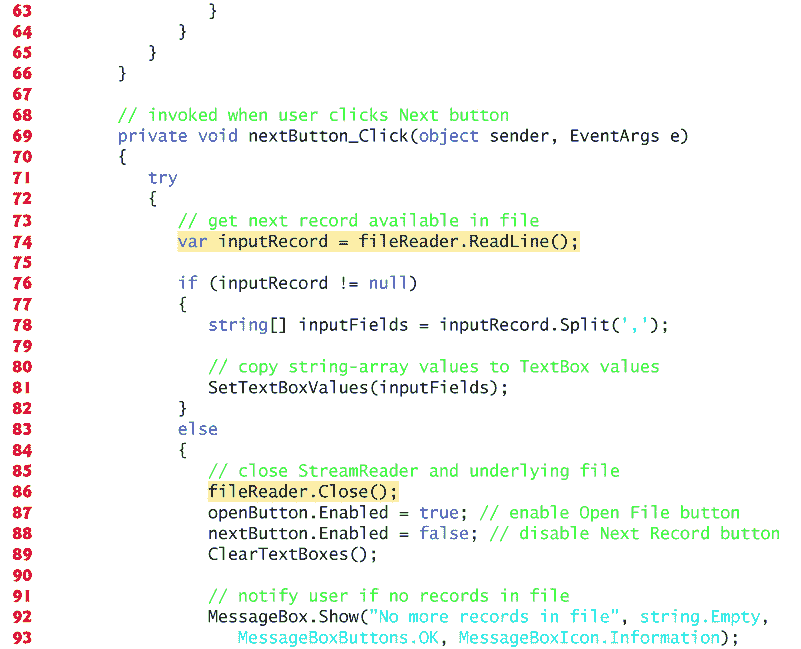 63 }
64 }
65 }
66 }
67
68 // invoked when user clicks Next button
69 private void nextButton_Click(object sender, EventArgs e)
70 {
71 try
72 {
73 // get next record available in file
74 var inputRecord = fileReader.ReadLine();
75
76 if (inputRecord != null)
77 {
78 string[] inputFields = inputRecord.Split(',');
79
80 // copy string-array values to TextBox values
81 SetTextBoxValues(inputFields);
82 }
83 else
84 {
85 // close StreamReader and underlying file
86 fileReader.Close();
87 openButton.Enabled = true; // enable Open File button
88 nextButton.Enabled = false; // disable Next Record button
89 ClearTextBoxes();
90
91 // notify user if no records in file
92 MessageBox.Show("No more records in file", string.Empty,
93 MessageBoxButtons.OK, MessageBoxIcon.Information);